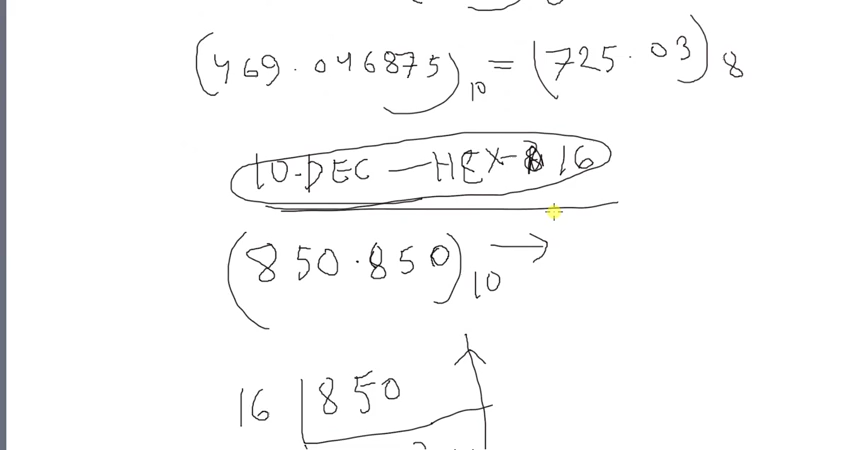 (469.046875)10 = (725.03)8
10-DEC — HEX-16
(850.850)10 →
16 850